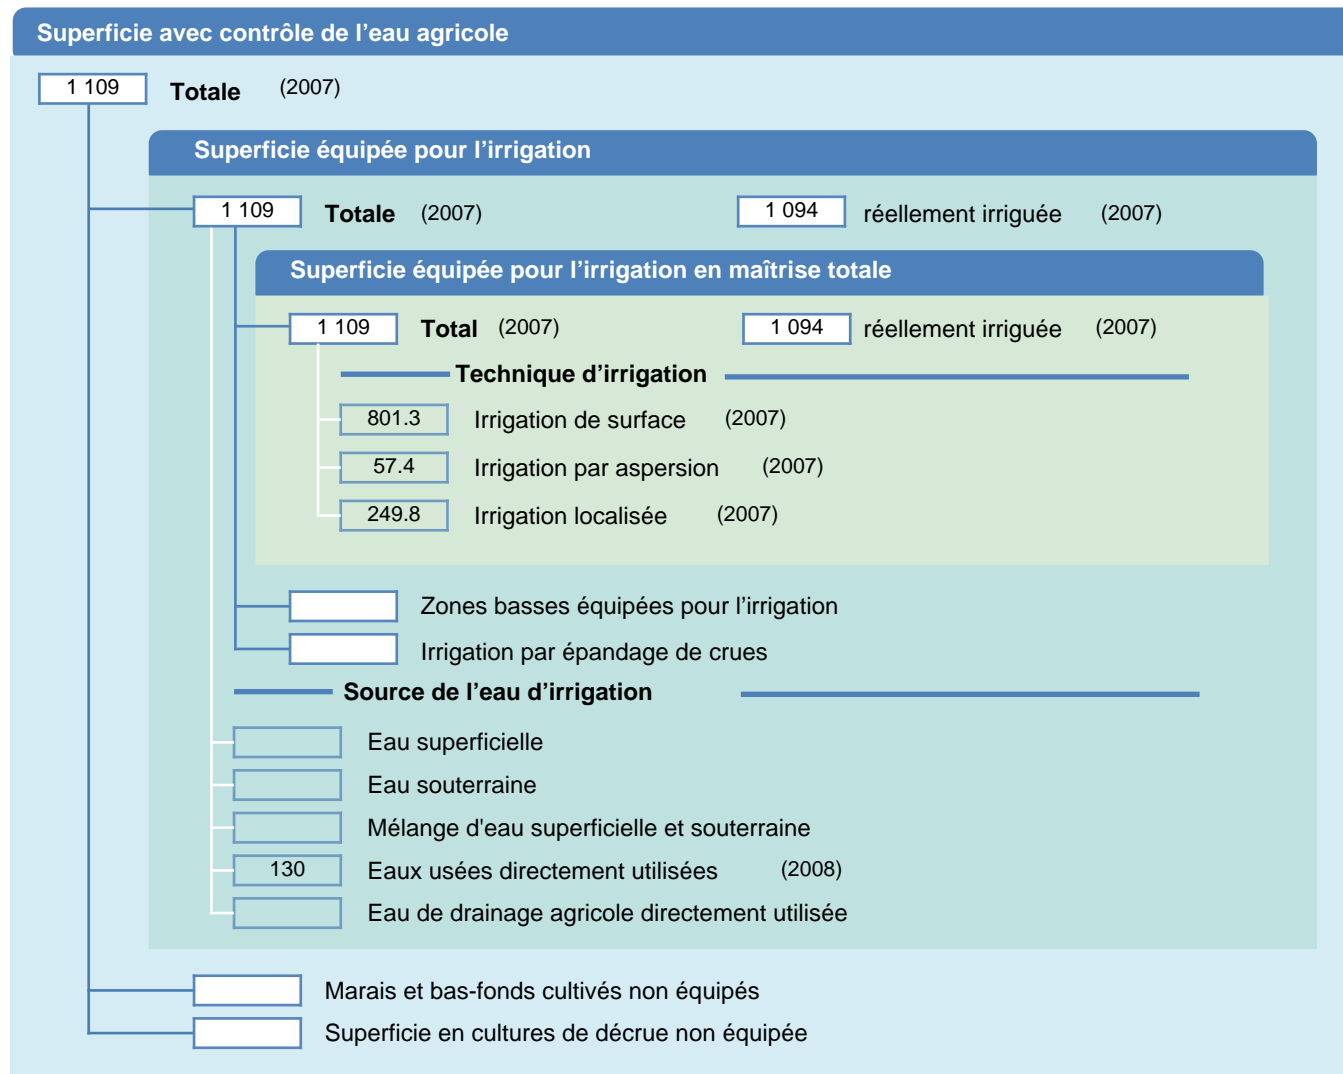 Superficie avec contrôle de l’eau agricole
1 109 Totale (2007)
Superficie équipée pour l’irrigation
1 109 Totale (2007) 1 094 réellement irriguée (2007)
Superficie équipée pour l’irrigation en maîtrise totale
1 109 Total (2007) 1 094 réellement irriguée (2007)
Technique d’irrigation
801.3 Irrigation de surface (2007)
57.4 Irrigation par aspersion (2007)
249.8 Irrigation localisée (2007)
Zones basses équipées pour l’irrigation
Irrigation par épandage de crues
Source de l’eau d’irrigation
Eau superficielle
Eau souterraine
Mélange d'eau superficielle et souterraine
130 Eaux usées directement utilisées (2008)
Eau de drainage agricole directement utilisée
Marais et bas-fonds cultivés non équipés
Superficie en cultures de décrue non équipée